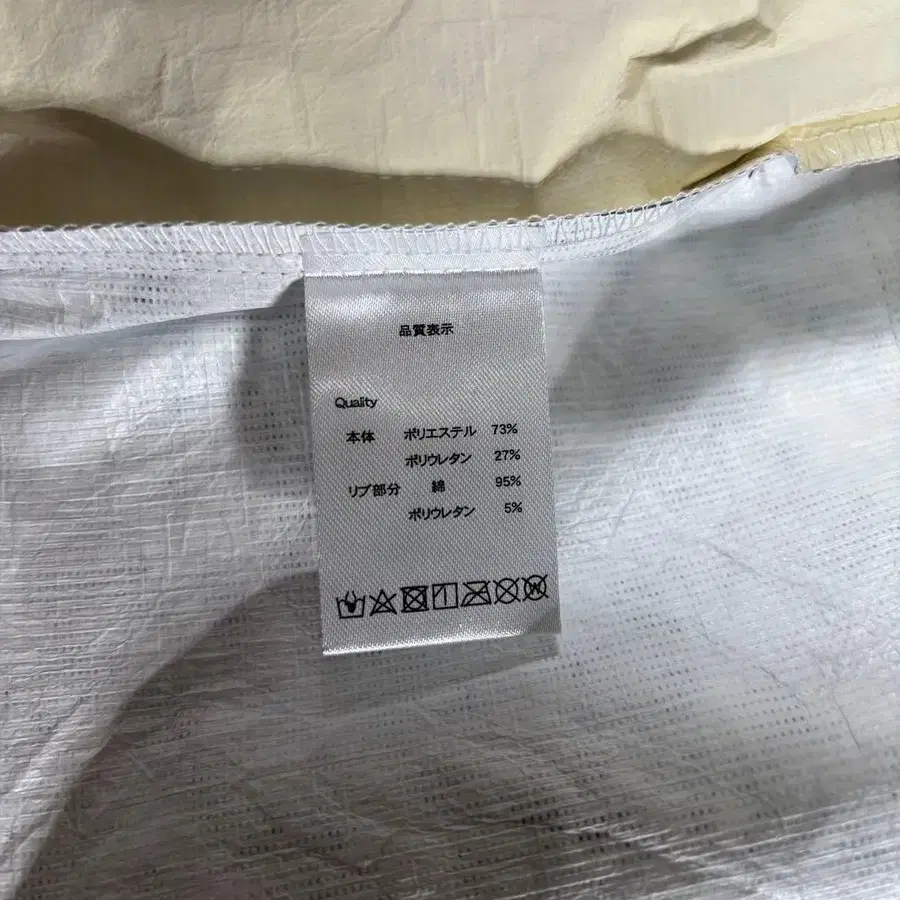 品質表示
Quality
本体 ポリエステル 73%
ポリウレタン 27%
リブ部分 綿 95%
ポリウレタン 5%